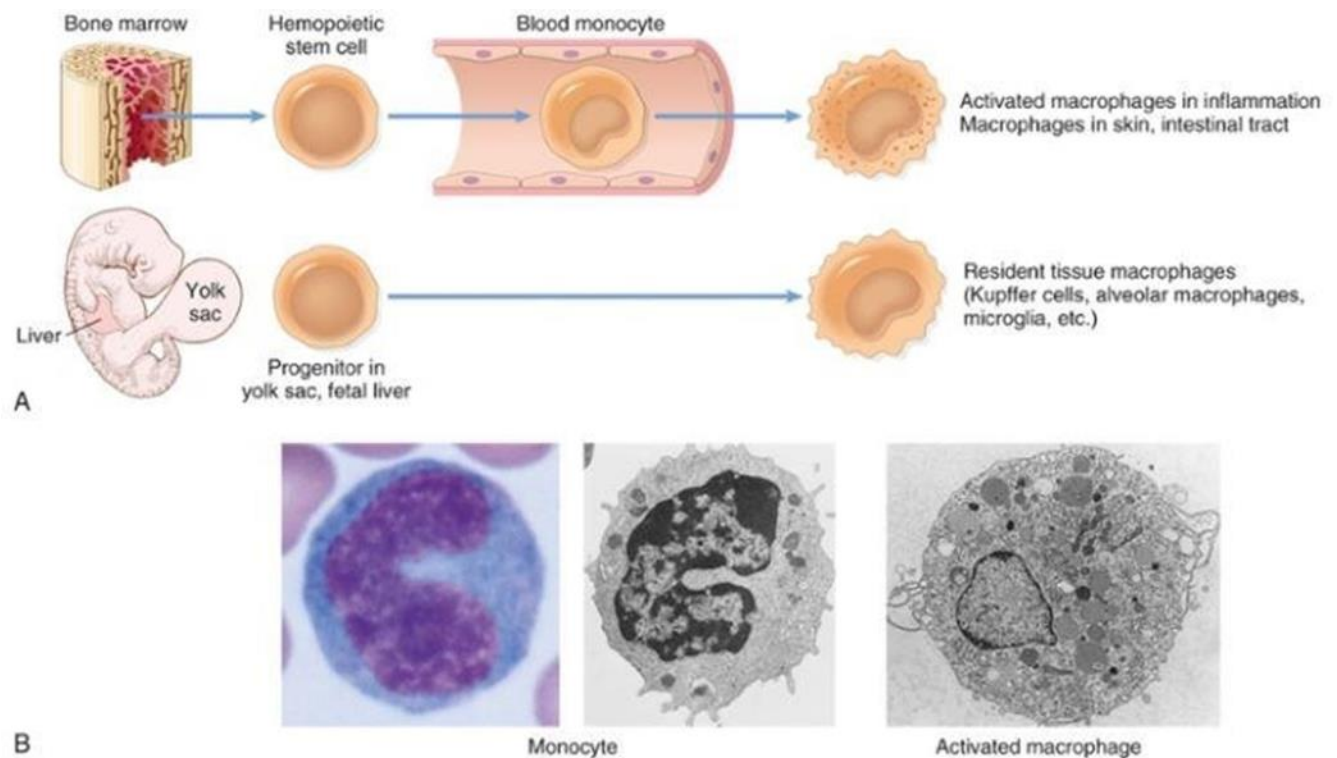 Bone marrow
Hemopoietic
stem cell
Blood monocyte
Activated macrophages in inflammation
Macrophages in skin, intestinal tract
Yolk
sac
Liver
Progenitor in
yolk sac, fetal liver
Resident tissue macrophages
(Kupffer cells, alveolar macrophages,
microglia, etc.)
A
B
Monocyte
Activated macrophage